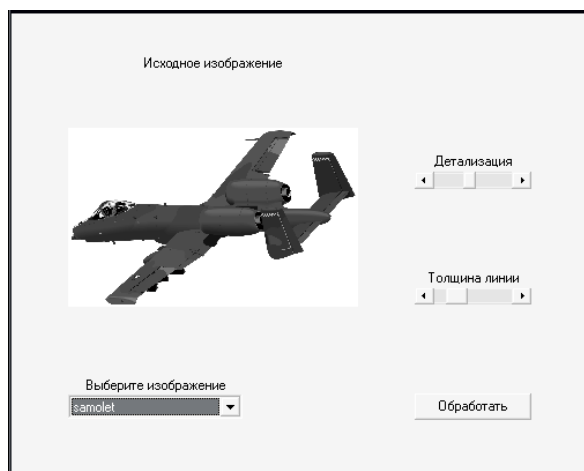 Исходное изображение
Детализация
Толщина линии
Выберите изображение
samolet
Обработать